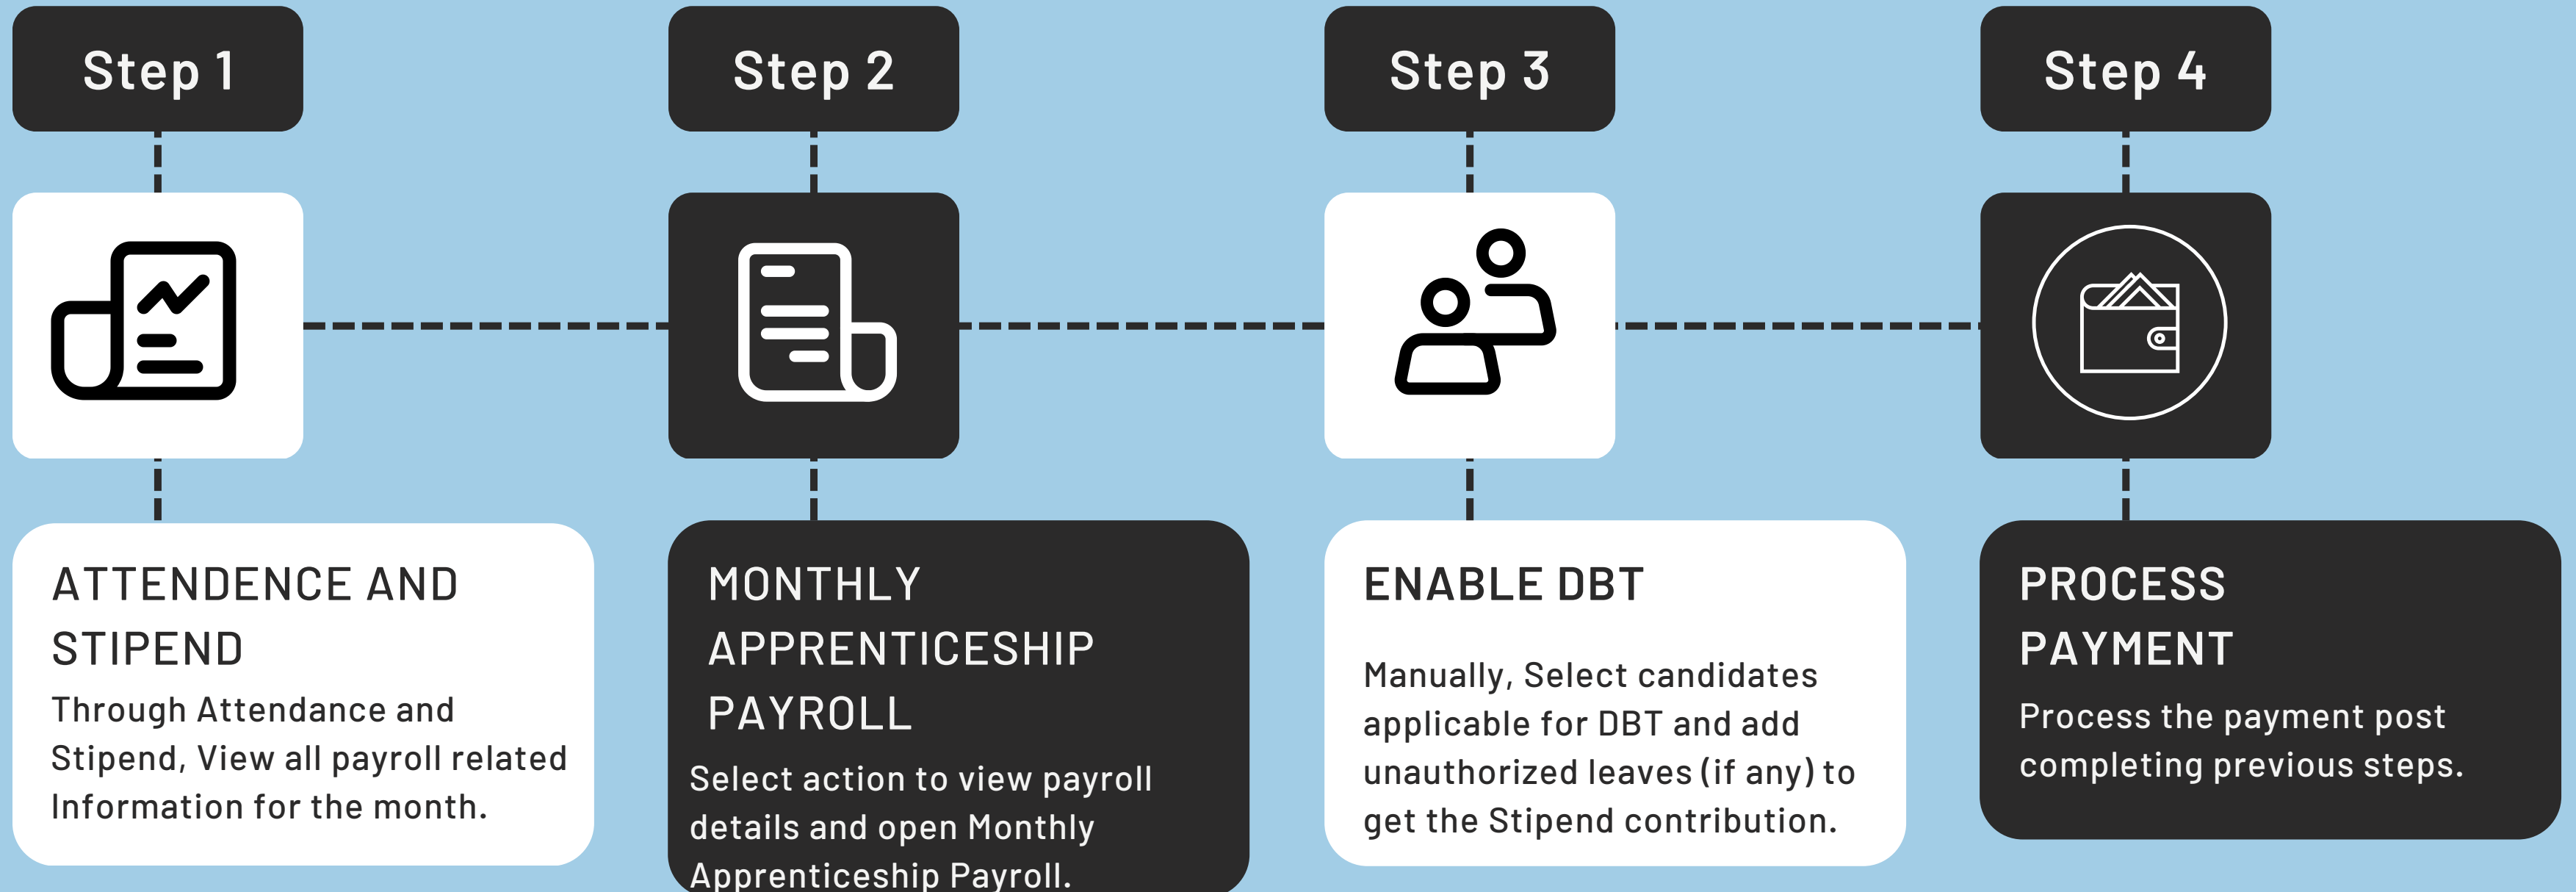 Step 1
Step 2
Step 3
Step 4
ATTENDENCE AND
STIPEND
Through Attendance and
Stipend, View all payroll related
Information for the month.
MONTHLY
APPRENTICESHIP
PAYROLL
Select action to view payroll
details and open Monthly
Apprenticeship Payroll.
ENABLE DBT
Manually, Select candidates
applicable for DBT and add
unauthorized leaves (if any) to
get the Stipend contribution.
PROCESS
PAYMENT
Process the payment post
completing previous steps.